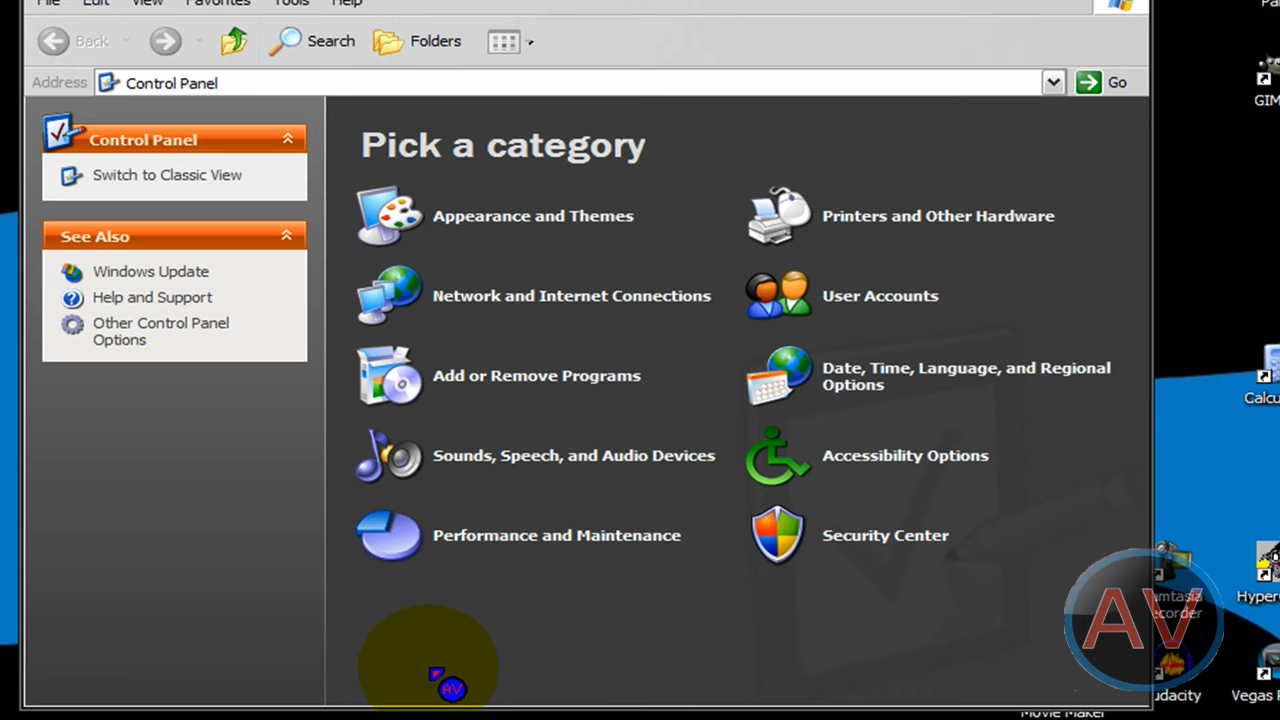 File Edit View Favorites Tools Help
Back Search Folders
Address Control Panel Go
Control Panel
Switch to Classic View
See Also
Windows Update
Help and Support
Other Control Panel
Options
Pick a category
Appearance and Themes
Printers and Other Hardware
Network and Internet Connections
User Accounts
Add or Remove Programs
Date, Time, Language, and Regional
Options
Sounds, Speech, and Audio Devices
Accessibility Options
Performance and Maintenance
Security Center
AV
AV
GIM
Calcu
Hyper
Vegas
Movie Maker